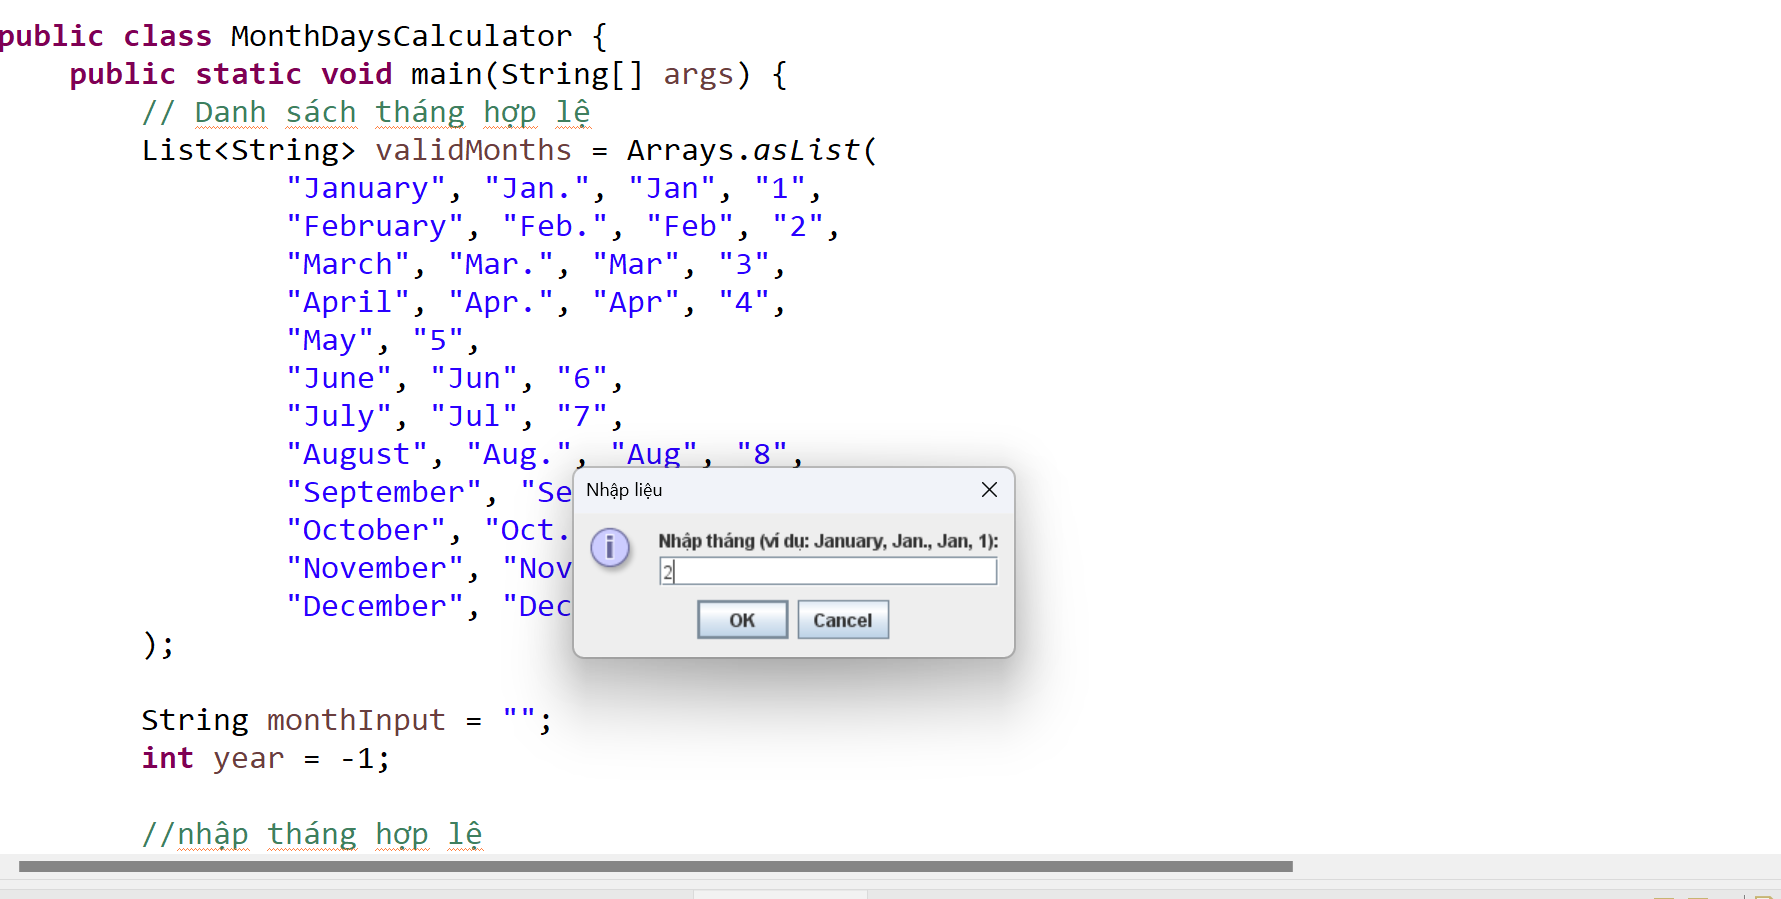 public class MonthDaysCalculator {
public static void main(String[] args) {
// Danh sách tháng hợp lệ
List<String> validMonths = Arrays.asList(
"January", "Jan.", "Jan", "1",
"February", "Feb.", "Feb", "2",
"March", "Mar.", "Mar", "3",
"April", "Apr.", "Apr", "4",
"May", "5",
"June", "Jun", "6",
"July", "Jul", "7",
"August", "Aug.", "Aug", "8",
"September", "Se
"October", "Oct.
"November", "Nov
"December", "Dec
);
Nhập liệu
Nhập tháng (ví dụ: January, Jan., Jan, 1):
2
OK Cancel
String monthInput = "";
int year = -1;
//nhập tháng hợp lệ